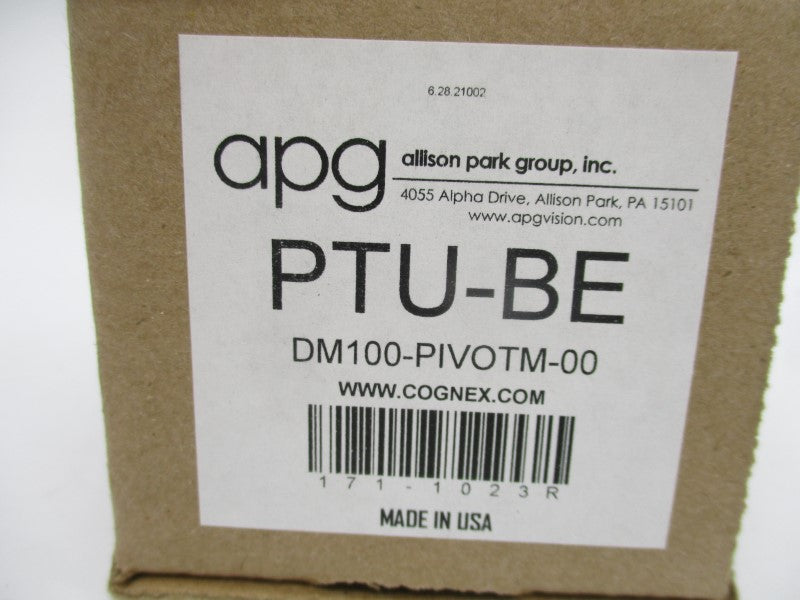 6.28.21002
apg allison park group, inc.
4055 Alpha Drive, Allison Park, PA 15101
www.apgvision.com
PTU-BE
DM100-PIVOTM-00
WWW.COGNEX.COM
171-1023R
MADE IN USA